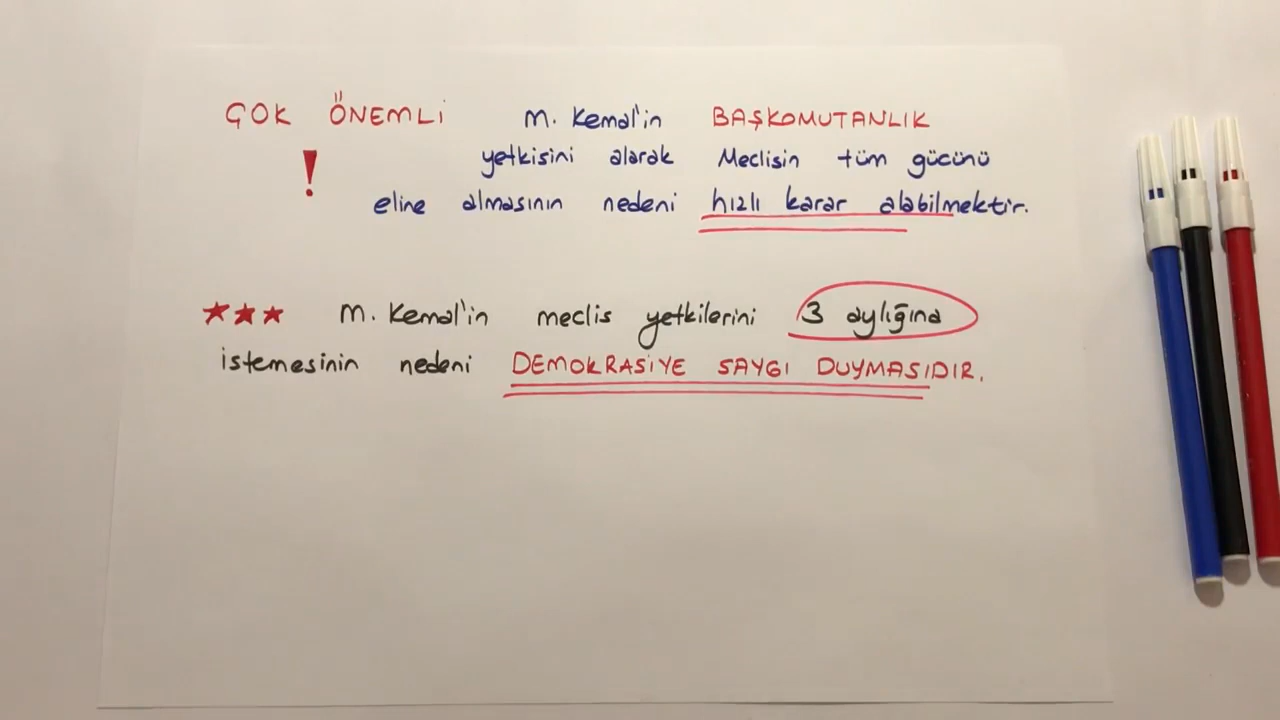 ÇOK ÖNEMLİ M. Kemal'in BAŞKOMUTANLIK
! yetkisini alarak Meclisin tüm gücünü
eline almasının nedeni hızlı karar alabilmektir.
★★★ M. Kemal'in meclis yetkilerini 3 aylığına
istemesinin nedeni DEMOKRASİYE SAYGI DUYMASIDIR.